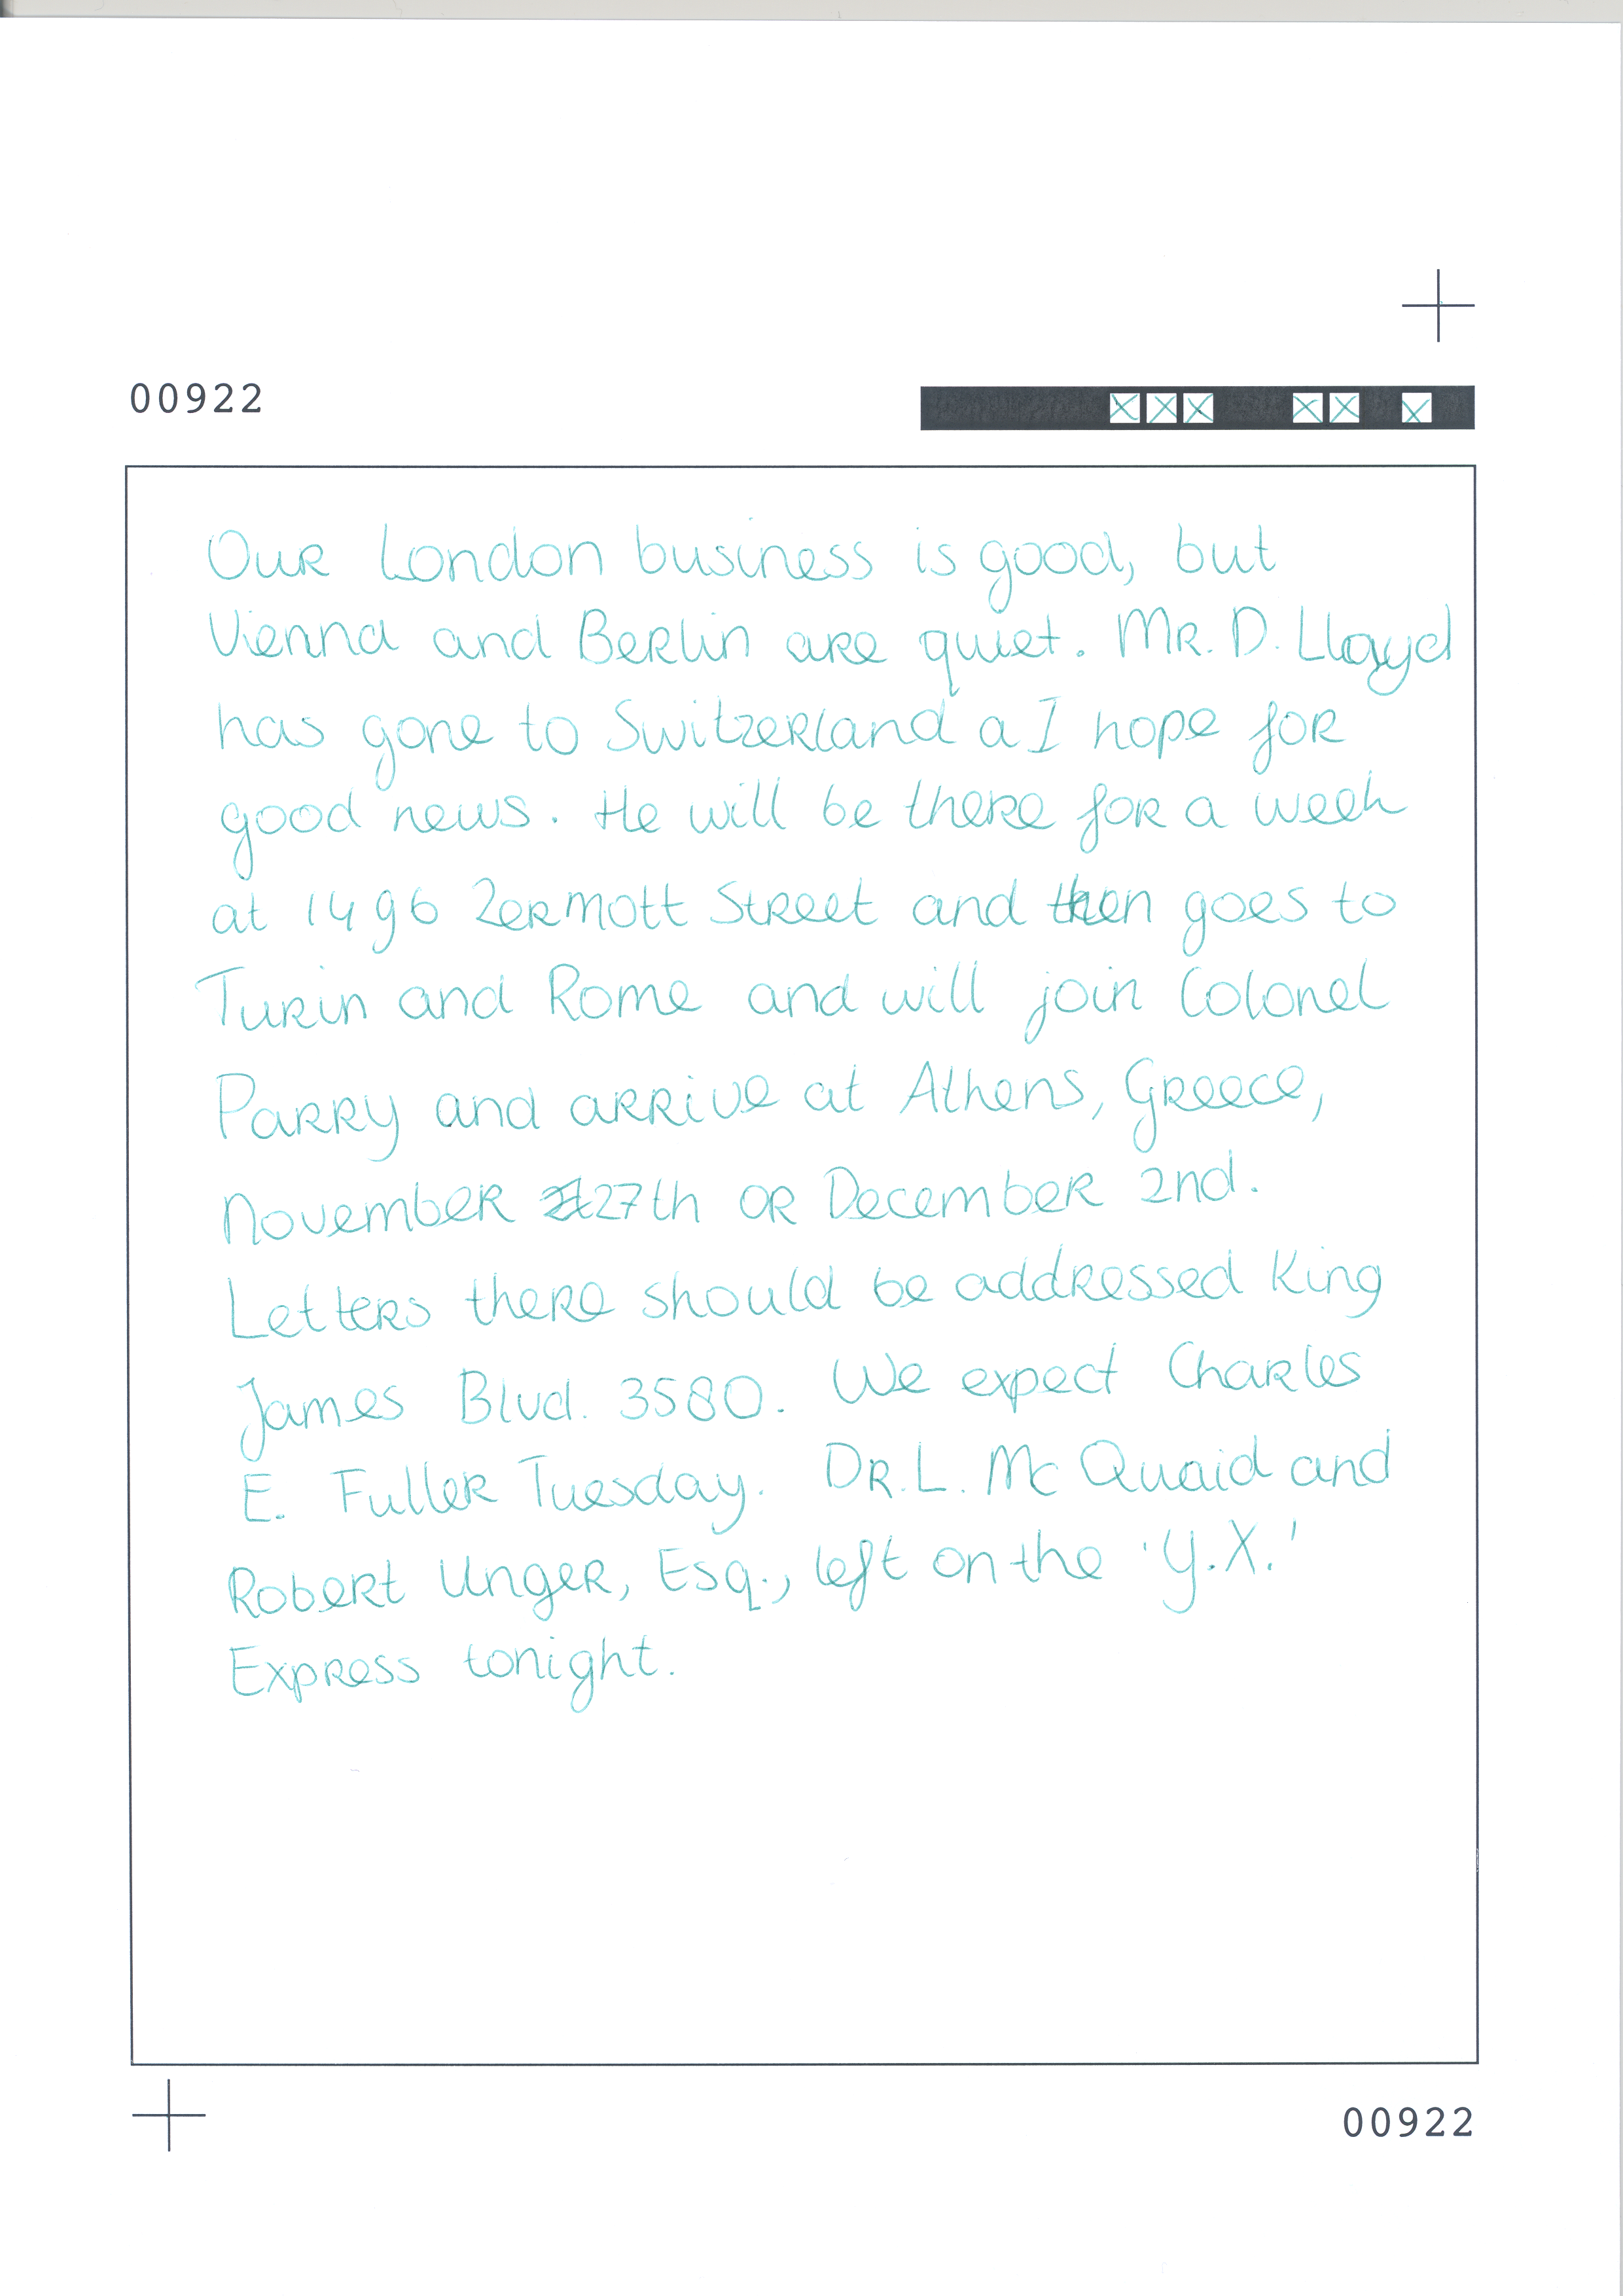 00922
Our London business is good, but
Vienna and Berlin are quiet. Mr. D. Lloyd
has gone to Switzerland a I hope for
good news. He will be there for a week
at 1496 Zermott Street and then goes to
Turin and Rome and will join Colonel
Parry and arrive at Athens, Greece,
November 27th or December 2nd.
Letters there should be addressed King
James Blvd. 3580. We expect Charles
E. Fuller Tuesday. Dr. L. Mc Quaid and
Robert Unger, Esq., left on the 'Y.X.'
Express tonight.
00922